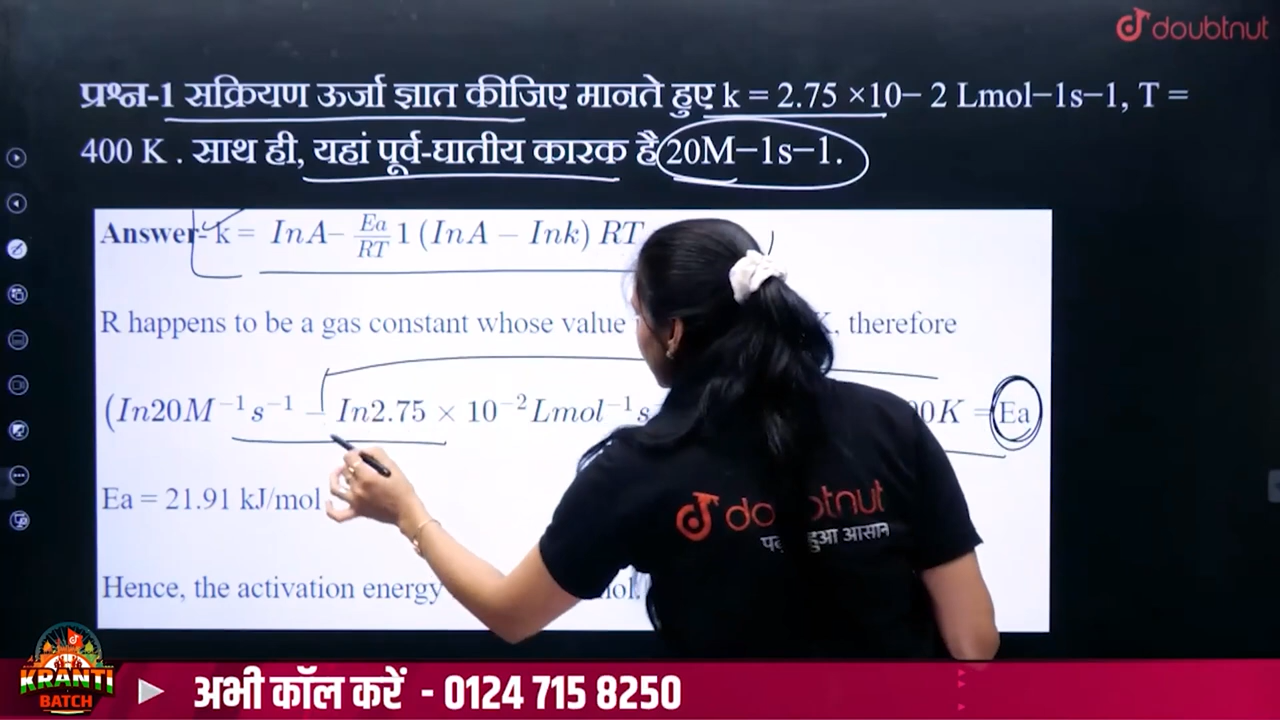 doubtnut
प्रश्न-1 सक्रियण ऊर्जा ज्ञात कीजिए मानते हुए k = 2.75 ×10− 2 Lmol−1s−1, T =
400 K . साथ ही, यहां पूर्व-घातीय कारक है 20M−1s−1.
Answer- k = InA− Ea/RT 1 (InA − Ink) RT
R happens to be a gas constant whose value K, therefore
(In20M⁻¹s⁻¹ − In2.75 × 10⁻²Lmol⁻¹s 00K = Ea
Ea = 21.91 kJ/mol
Hence, the activation energy
doubtnut
हुआ आसान
KRANTI
BATCH
अभी कॉल करें - 0124 715 8250